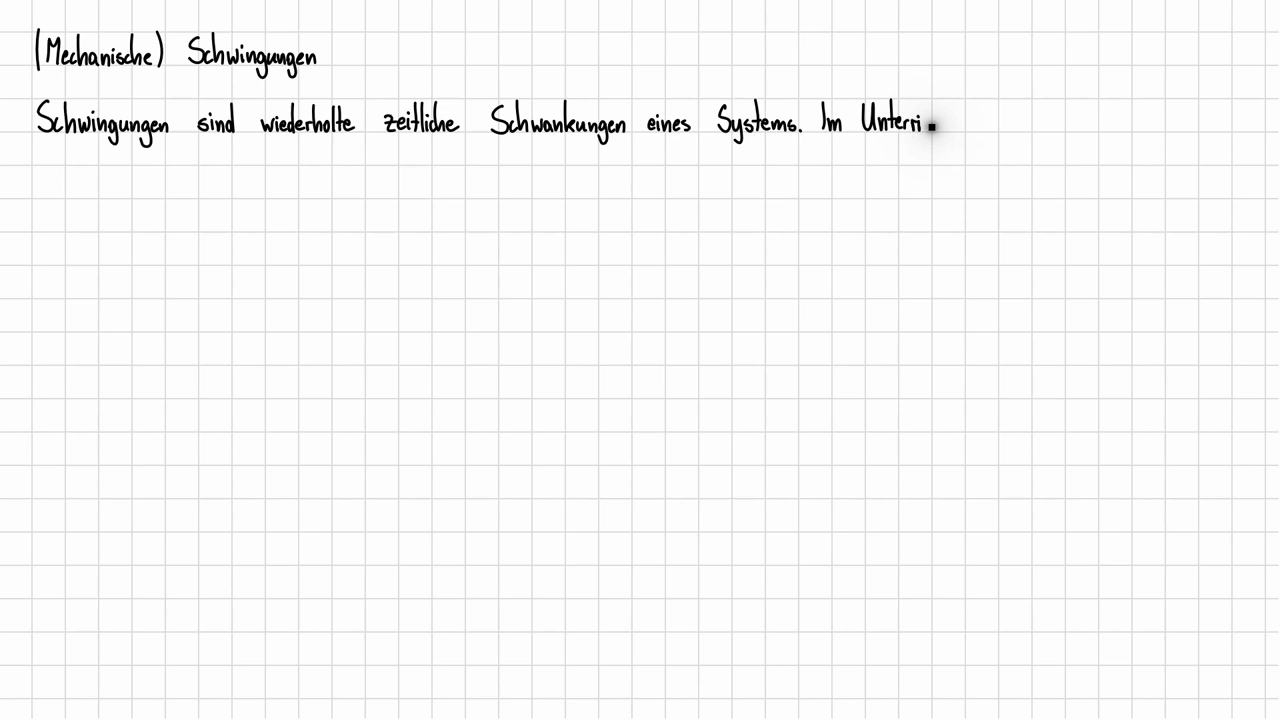 (Mechanische) Schwingungen
Schwingungen sind wiederholte zeitliche Schwankungen eines Systems. Im Unterri